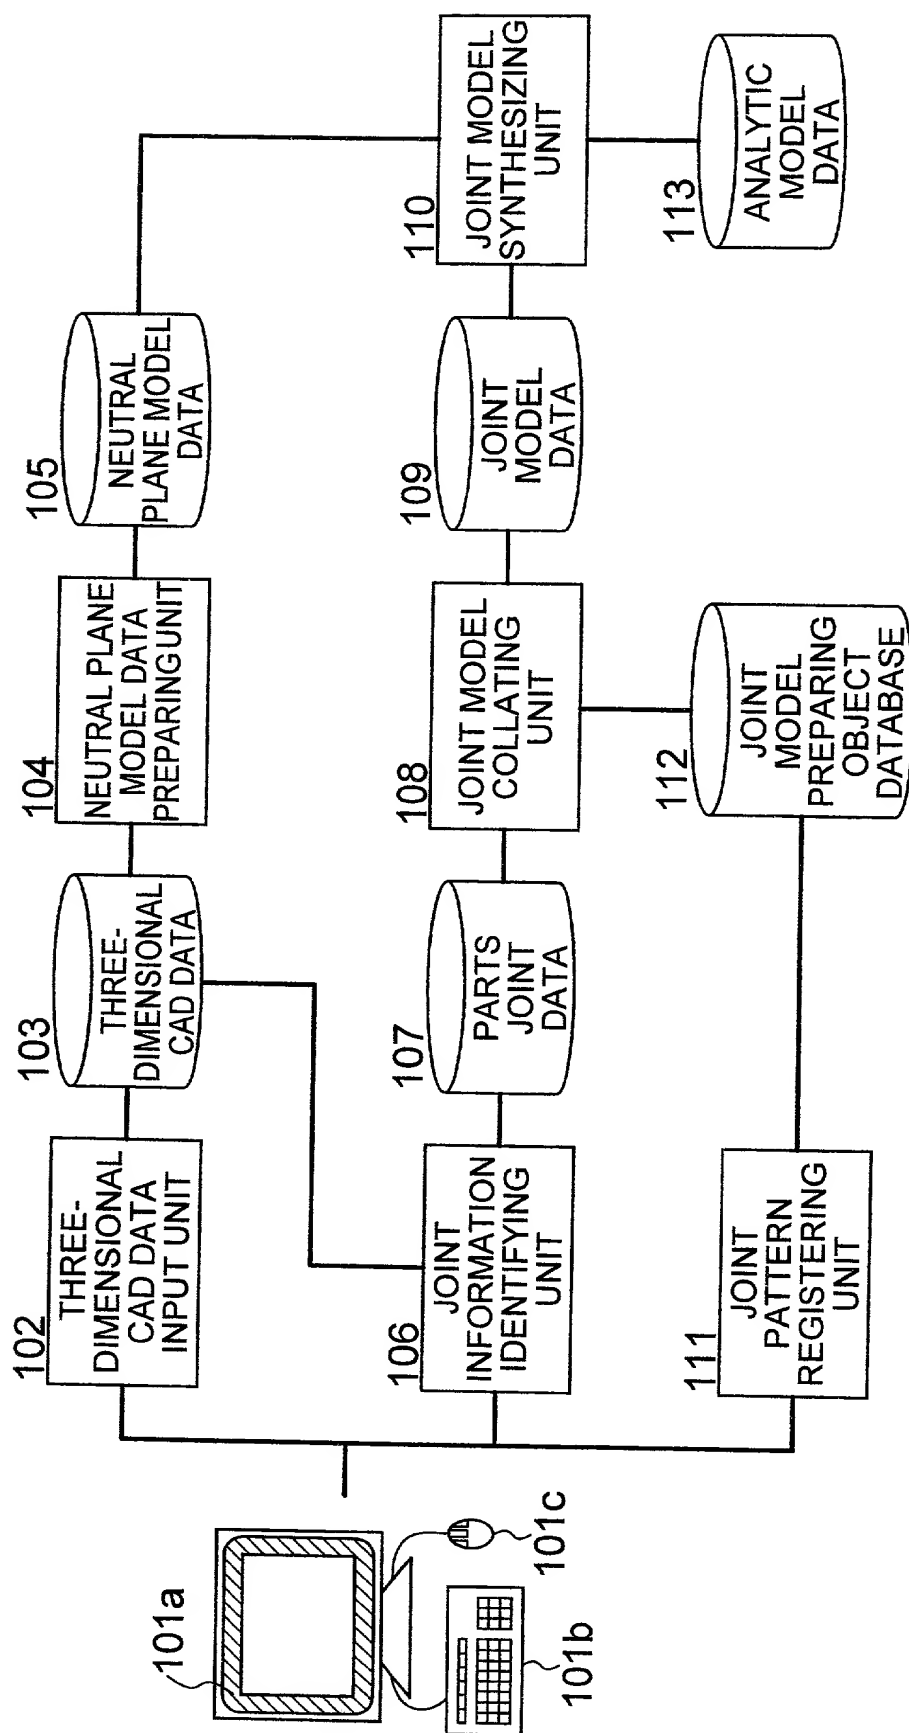 101a
101b
101c
102
THREE-
DIMENSIONAL
CAD DATA
INPUT UNIT
103
THREE-
DIMENSIONAL
CAD DATA
104
NEUTRAL PLANE
MODEL DATA
PREPARINGUNIT
105
NEUTRAL
PLANE MODEL
DATA
106
JOINT
INFORMATION
IDENTIFYING
UNIT
107
PARTS
JOINT
DATA
108
JOINT MODEL
COLLATING
UNIT
109
JOINT
MODEL
DATA
110
JOINT MODEL
SYNTHESIZING
UNIT
111
JOINT
PATTERN
REGISTERING
UNIT
112
JOINT
MODEL
PREPARING
OBJECT
DATABASE
113
ANALYTIC
MODEL
DATA